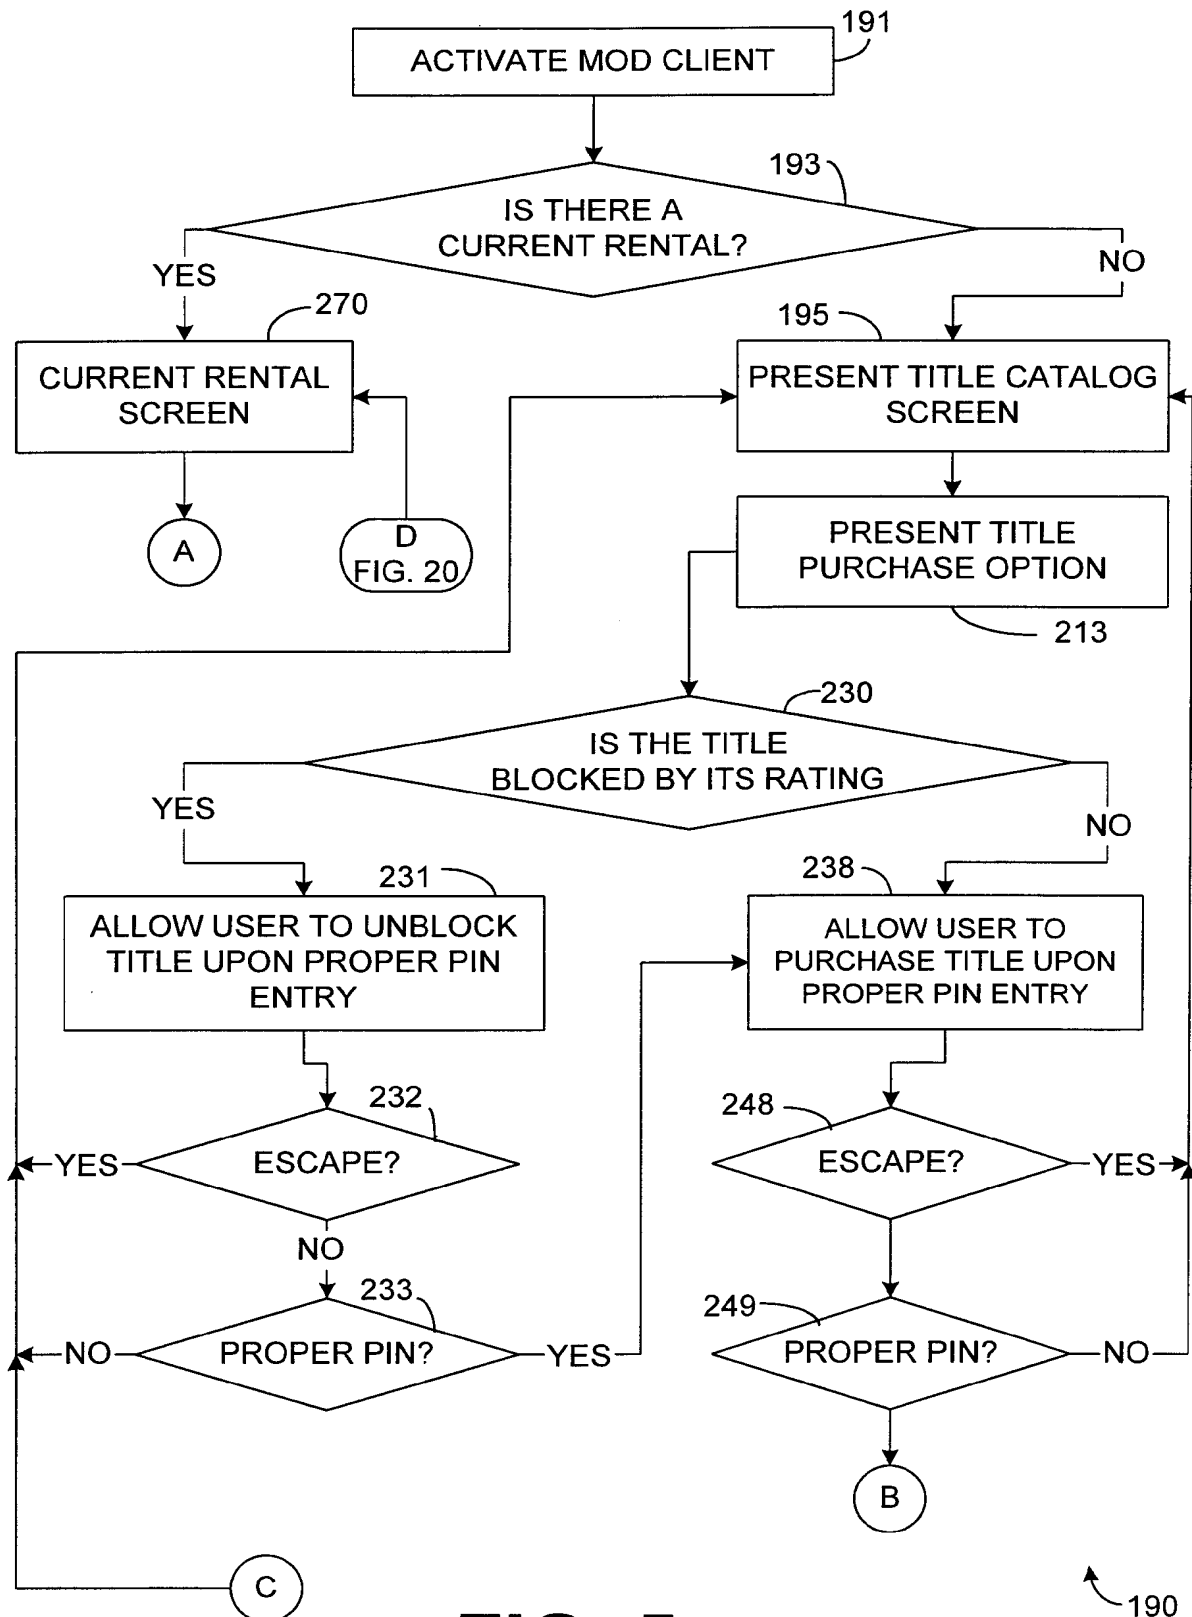 191
ACTIVATE MOD CLIENT
193
IS THERE A
CURRENT RENTAL?
YES
NO
270
195
CURRENT RENTAL
SCREEN
PRESENT TITLE CATALOG
SCREEN
A
D
FIG. 20
PRESENT TITLE
PURCHASE OPTION
213
230
IS THE TITLE
BLOCKED BY ITS RATING
YES
NO
231
238
ALLOW USER TO UNBLOCK
TITLE UPON PROPER PIN
ENTRY
ALLOW USER TO
PURCHASE TITLE UPON
PROPER PIN ENTRY
232
248
YES
ESCAPE?
ESCAPE?
YES
NO
233
249
NO
PROPER PIN?
YES
PROPER PIN?
NO
B
C
190